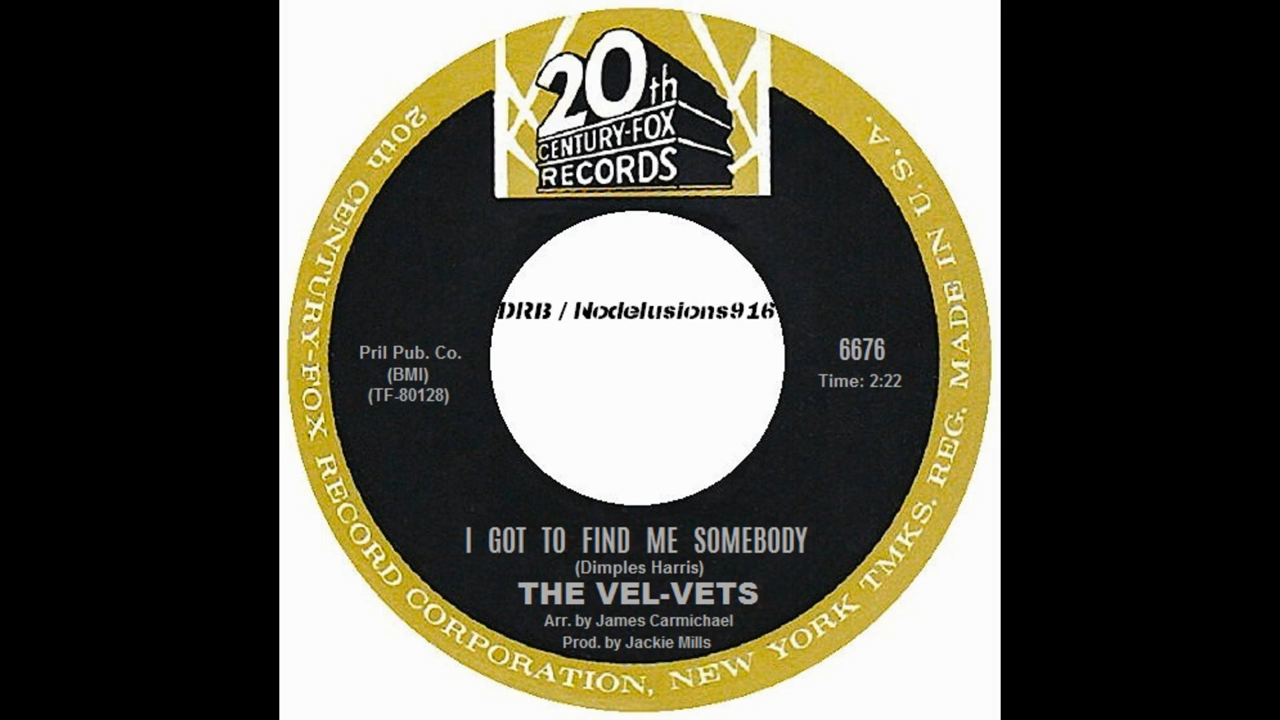 20th
CENTURY-FOX
RECORDS
20th CENTURY-FOX RECORD CORPORATION, NEW YORK TMKS. REG. MADE IN U.S.A.
DRB / Nodelusions916
Pril Pub. Co.
(BMI)
(TF-80128)
6676
Time: 2:22
I GOT TO FIND ME SOMEBODY
(Dimples Harris)
THE VEL-VETS
Arr. by James Carmichael
Prod. by Jackie Mills